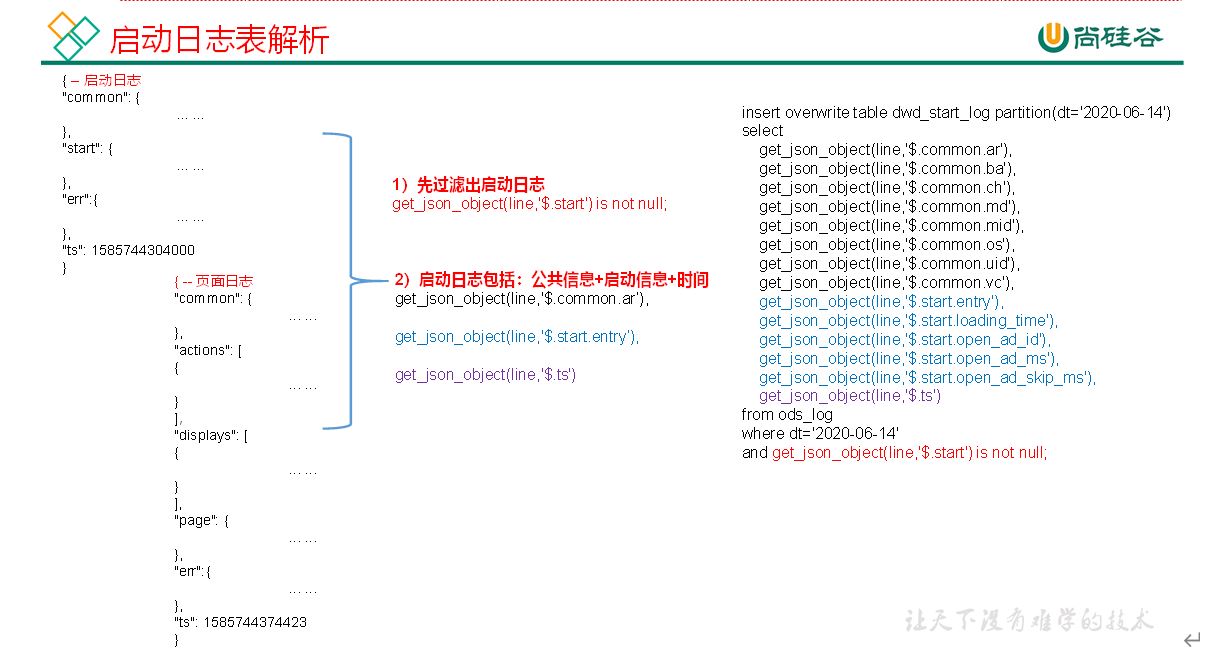 启动日志表解析
尚硅谷
{ -- 启动日志
"common": {
……
},
"start": {
……
},
"err":{
……
},
"ts": 1585744304000
}
{ -- 页面日志
"common": {
……
},
"actions": [
{
……
}
],
"displays": [
{
……
}
],
"page": {
……
},
"err":{
……
},
"ts": 1585744374423
}
1）先过滤出启动日志
get_json_object(line,'$.start') is not null;
2）启动日志包括：公共信息+启动信息+时间
get_json_object(line,'$.common.ar'),
get_json_object(line,'$.start.entry'),
get_json_object(line,'$.ts')
insert overwrite table dwd_start_log partition(dt='2020-06-14')
select
get_json_object(line,'$.common.ar'),
get_json_object(line,'$.common.ba'),
get_json_object(line,'$.common.ch'),
get_json_object(line,'$.common.md'),
get_json_object(line,'$.common.mid'),
get_json_object(line,'$.common.os'),
get_json_object(line,'$.common.uid'),
get_json_object(line,'$.common.vc'),
get_json_object(line,'$.start.entry'),
get_json_object(line,'$.start.loading_time'),
get_json_object(line,'$.start.open_ad_id'),
get_json_object(line,'$.start.open_ad_ms'),
get_json_object(line,'$.start.open_ad_skip_ms'),
get_json_object(line,'$.ts')
from ods_log
where dt='2020-06-14'
and get_json_object(line,'$.start') is not null;
让天下没有难学的技术